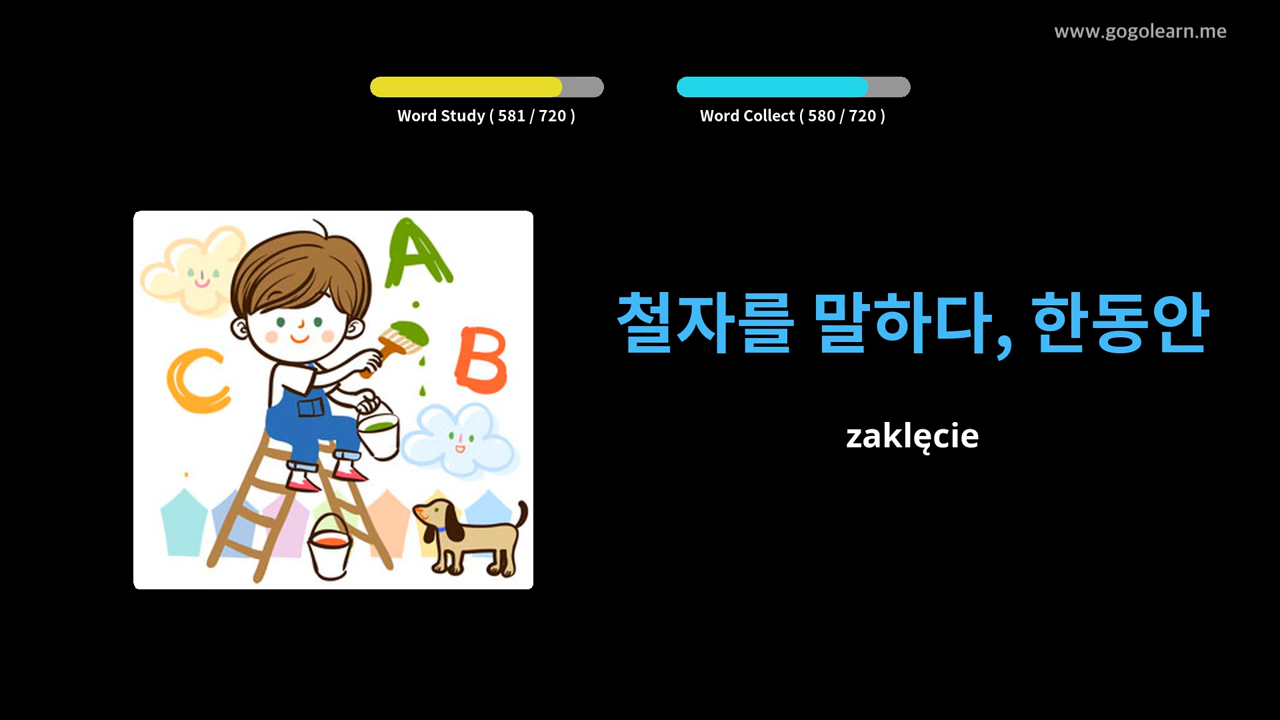 www.gogolearn.me
Word Study ( 581 / 720 )
Word Collect ( 580 / 720 )
A
B
C
철자를 말하다, 한동안
zaklęcie